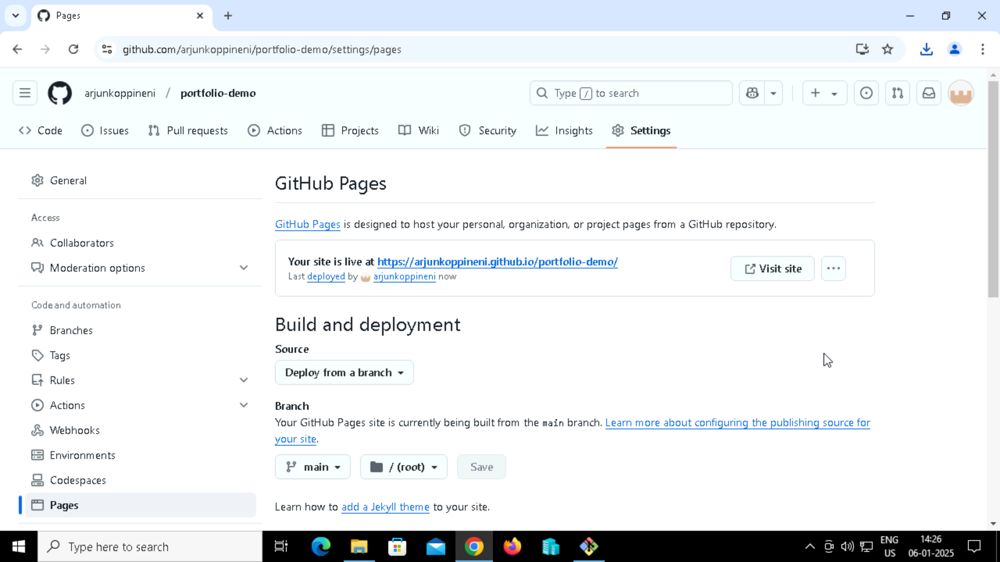 Pages
github.com/arjunkoppineni/portfolio-demo/settings/pages
arjunkoppineni / portfolio-demo
Type / to search
Code
Issues
Pull requests
Actions
Projects
Wiki
Security
Insights
Settings
General
Access
Collaborators
Moderation options
Code and automation
Branches
Tags
Rules
Actions
Webhooks
Environments
Codespaces
Pages
GitHub Pages
GitHub Pages is designed to host your personal, organization, or project pages from a GitHub repository.
Your site is live at https://arjunkoppineni.github.io/portfolio-demo/
Last deployed by arjunkoppineni now
Visit site
Build and deployment
Source
Deploy from a branch
Branch
Your GitHub Pages site is currently being built from the main branch. Learn more about configuring the publishing source for
your site.
main
/ (root)
Save
Learn how to add a Jekyll theme to your site.
Type here to search
ENG
US
14:26
06-01-2025